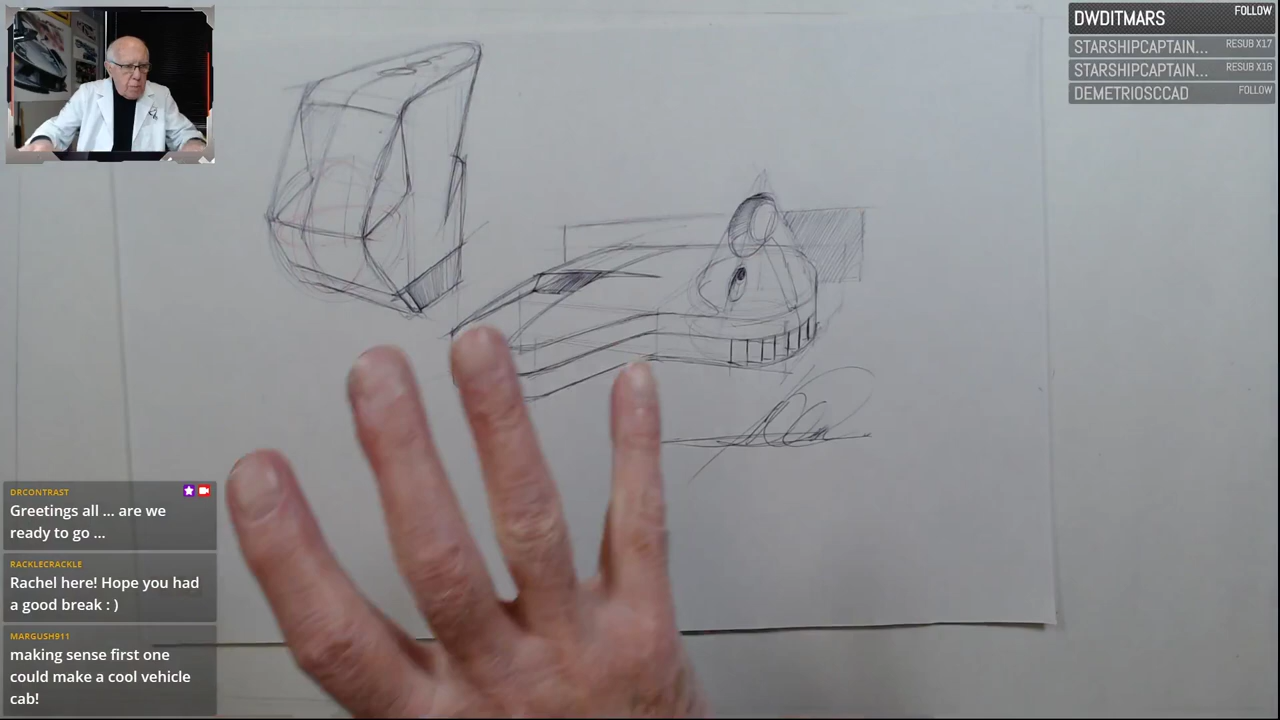 DWDITMARS FOLLOW
STARSHIPCAPTAIN... RESUB X17
STARSHIPCAPTAIN... RESUB X16
DEMETRIOSCCAD FOLLOW
DRCONTRAST
Greetings all ... are we
ready to go ...
RACKLECRACKLE
Rachel here! Hope you had
a good break : )
MARGUSH911
making sense first one
could make a cool vehicle
cab!